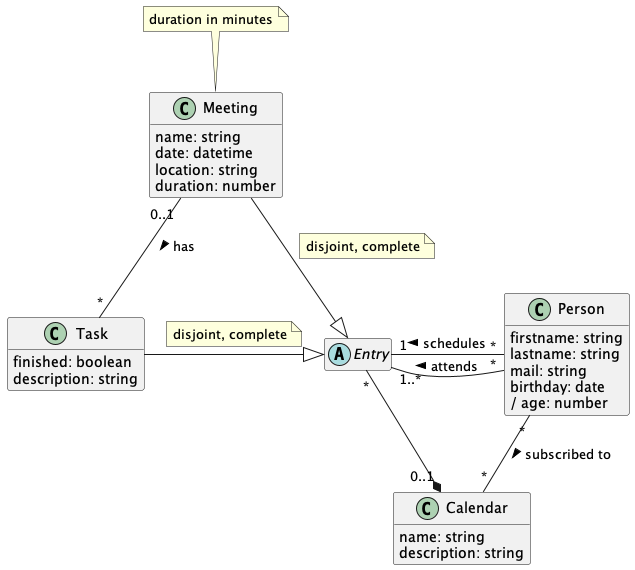 duration in minutes
C Meeting
name: string
date: datetime
location: string
duration: number
0..1
has
*
disjoint, complete
C Task
finished: boolean
description: string
disjoint, complete
A Entry
1 schedules *
attends *
1..*
C Person
firstname: string
lastname: string
mail: string
birthday: date
/ age: number
*
*
subscribed to
0..1
*
C Calendar
name: string
description: string